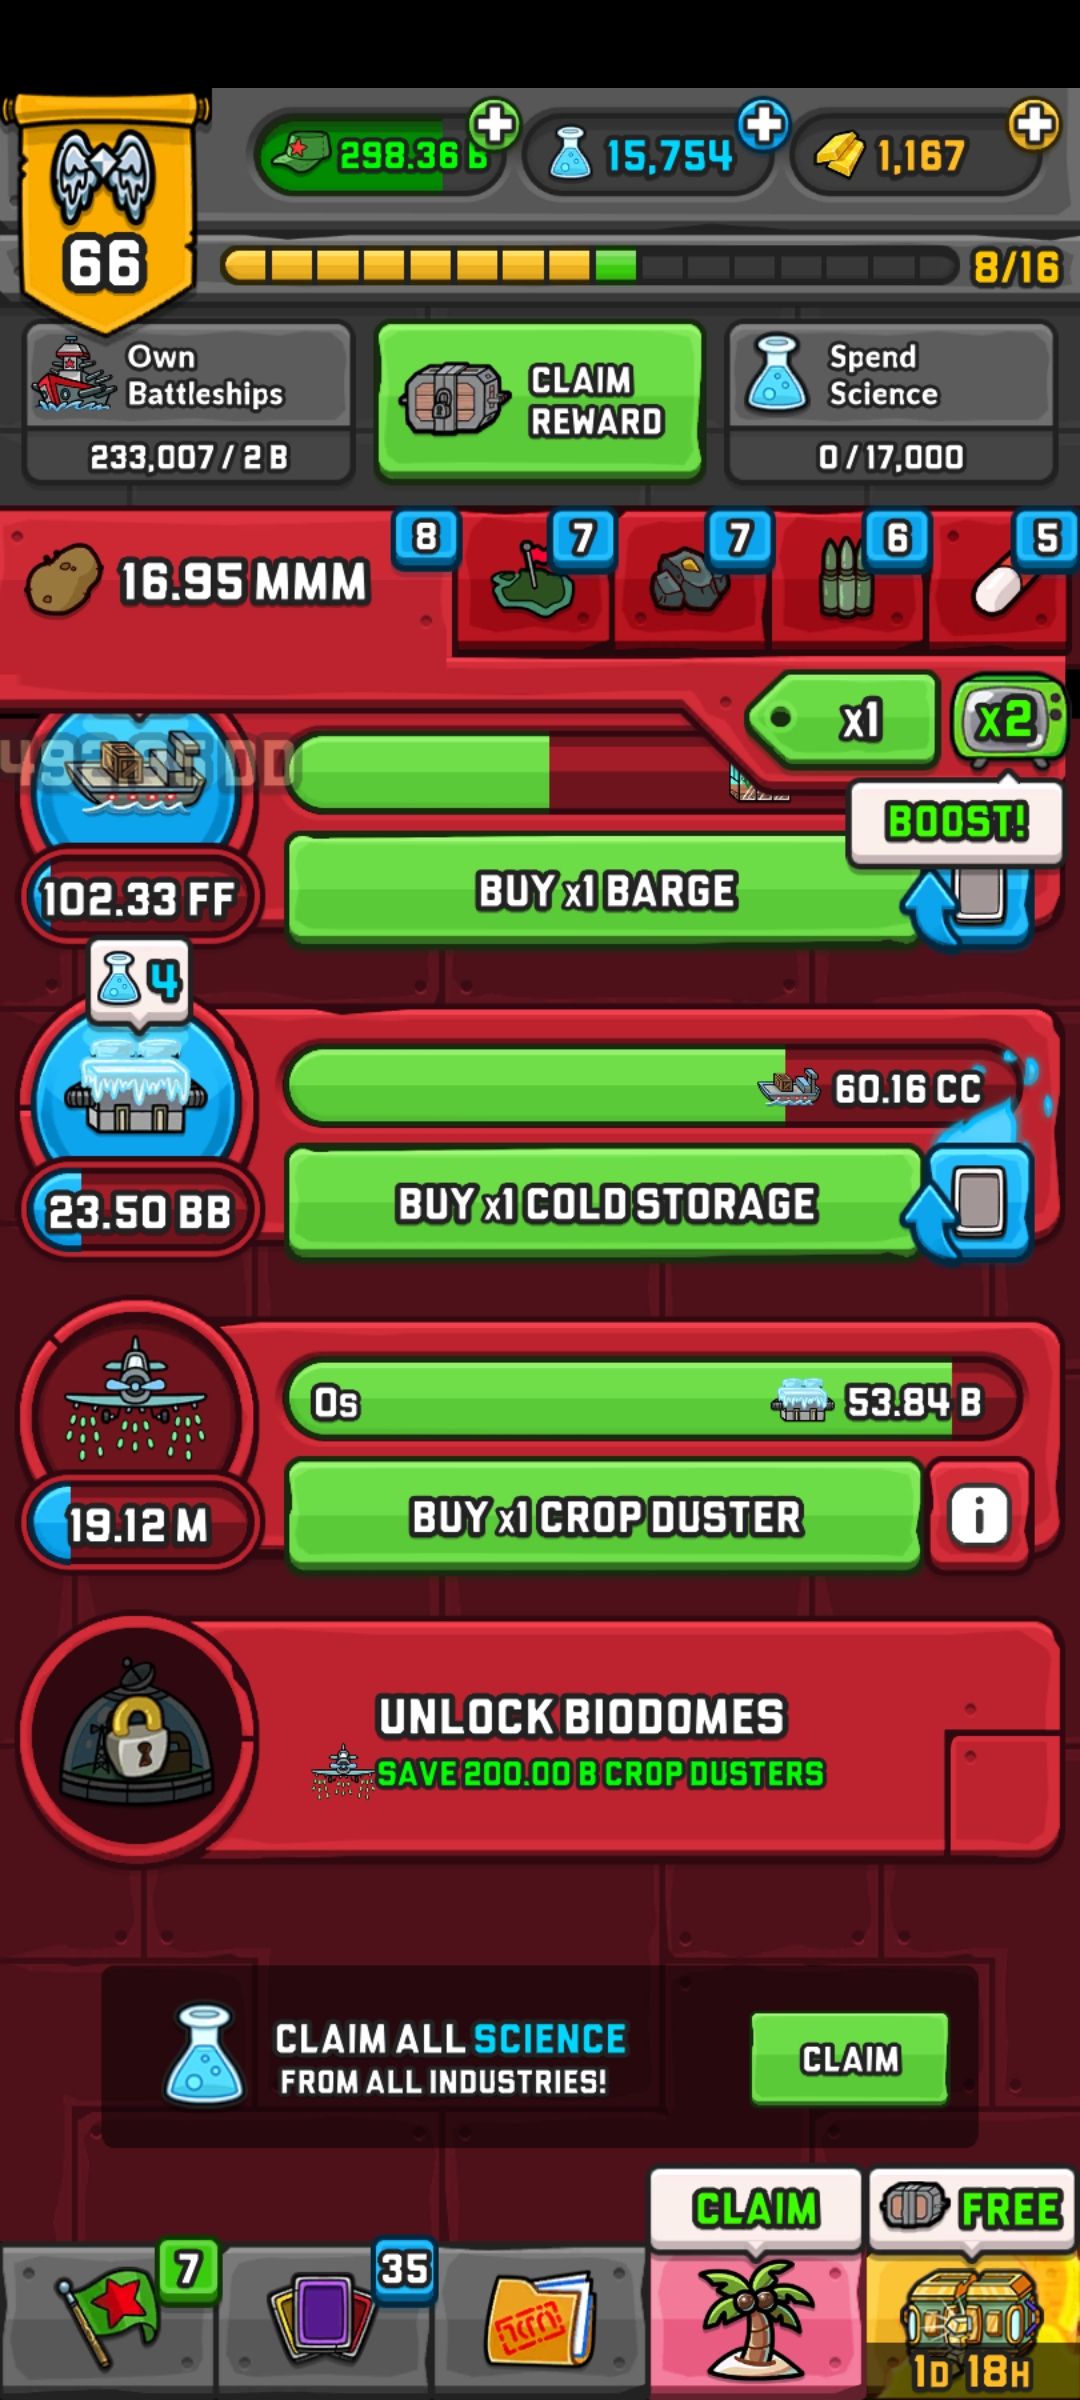 298.36 B
15,754
1,167
66
8/16
Own
Battleships
233,007 / 2 B
CLAIM
REWARD
Spend
Science
0 / 17,000
16.95 MMM
8
7
7
6
5
x1
x2
BOOST!
102.33 FF
BUY x1 BARGE
4
60.16 CC
23.50 BB
BUY x1 COLD STORAGE
0s
53.84 B
19.12 M
BUY x1 CROP DUSTER
i
UNLOCK BIODOMES
SAVE 200.00 B CROP DUSTERS
CLAIM ALL SCIENCE
FROM ALL INDUSTRIES!
CLAIM
CLAIM
FREE
7
35
1D 18H